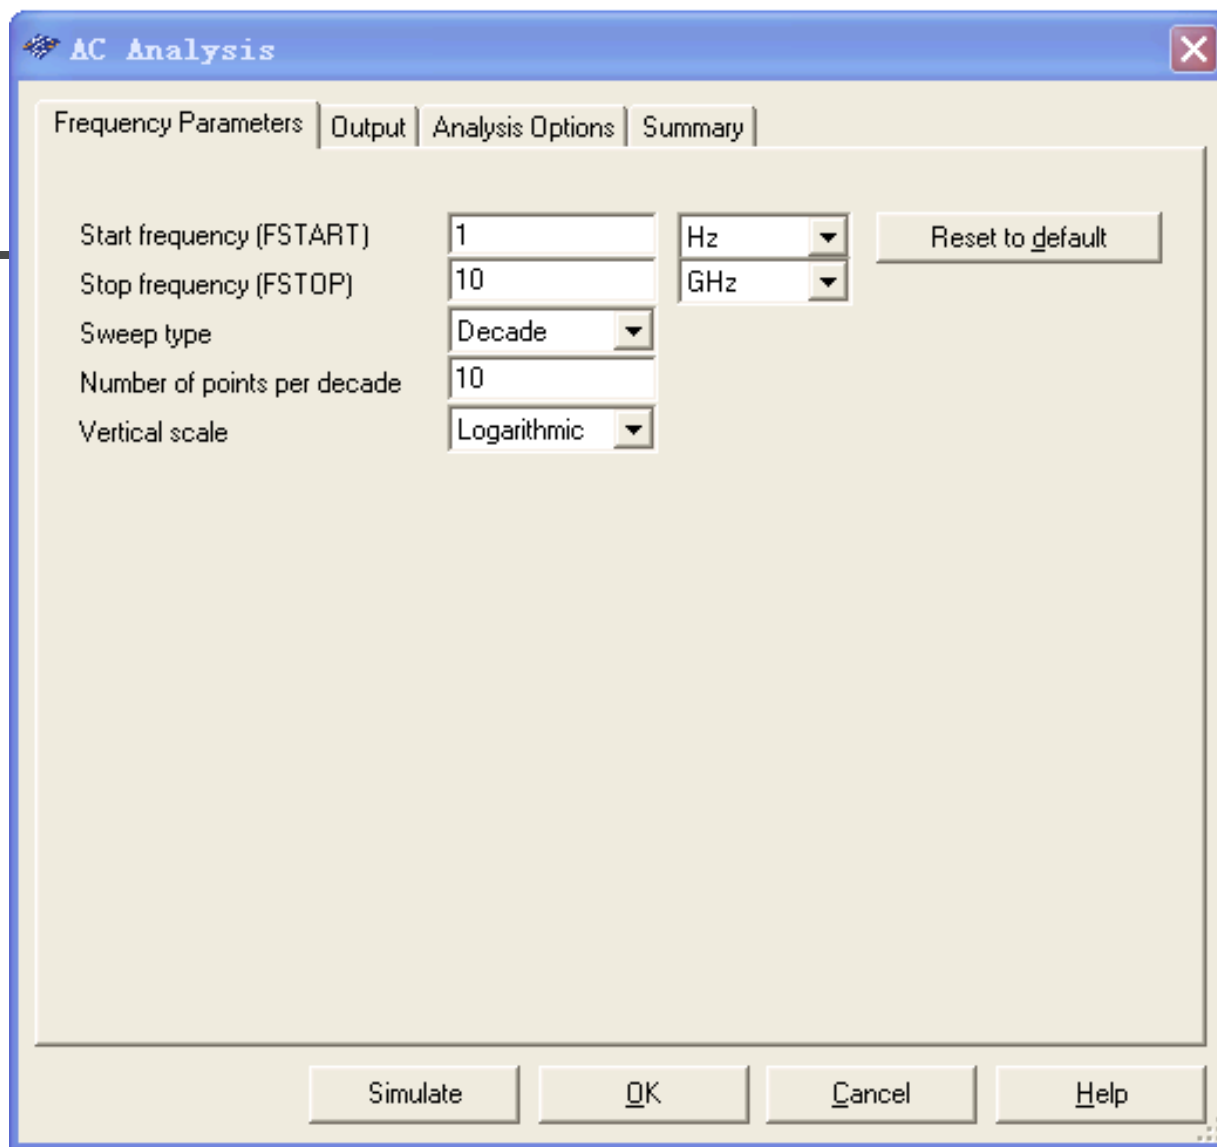 AC Analysis
Frequency Parameters Output Analysis Options Summary
Start frequency (FSTART) 1 Hz Reset to default
Stop frequency (FSTOP) 10 GHz
Sweep type Decade
Number of points per decade 10
Vertical scale Logarithmic
Simulate OK Cancel Help